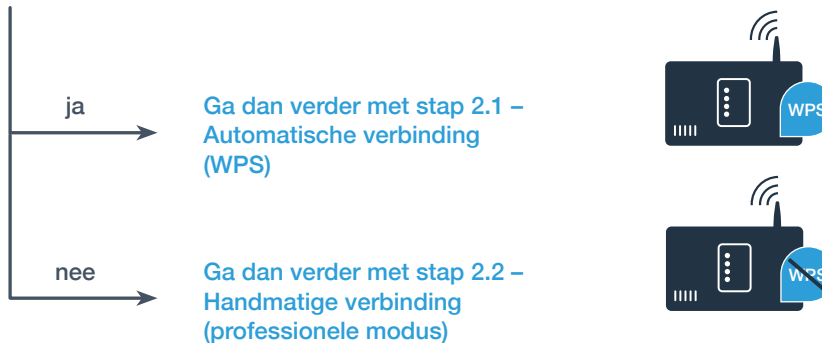 ja
Ga dan verder met stap 2.1 –
Automatische verbinding
(WPS)
WPS
nee
Ga dan verder met stap 2.2 –
Handmatige verbinding
(professionele modus)
WPS